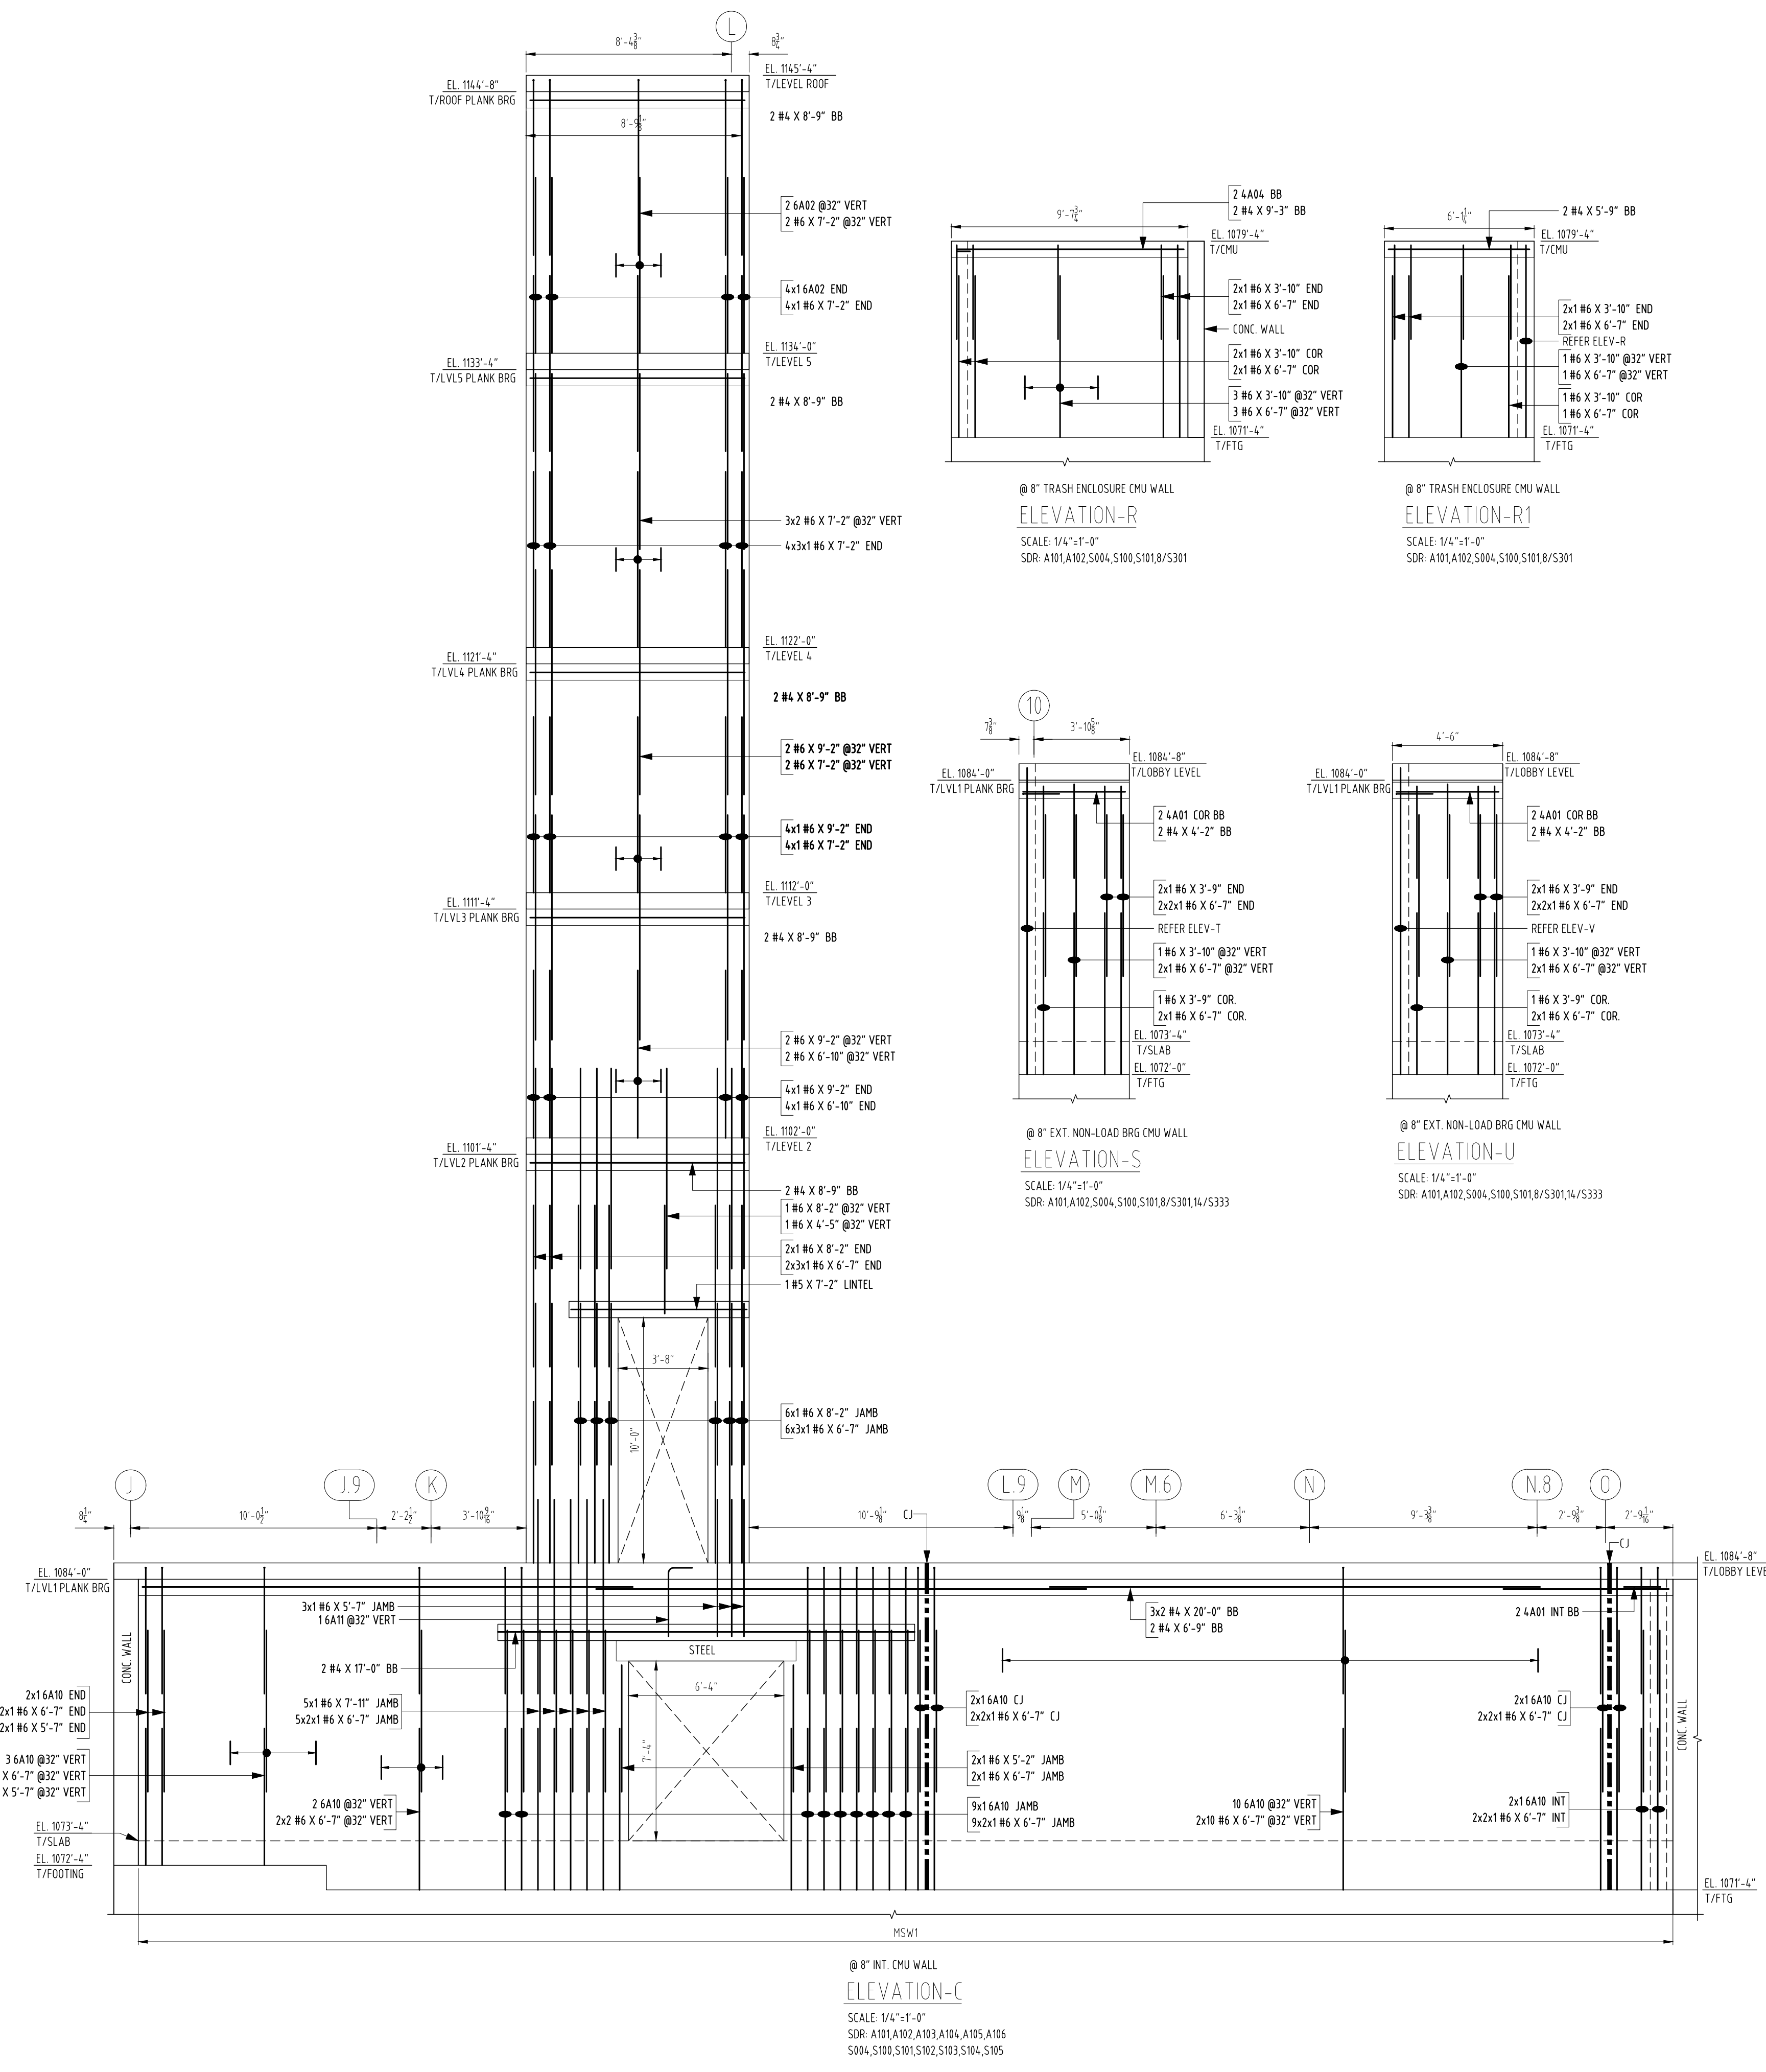 L
8'-4 3/8"
8 3/4"
EL. 1145'-4"
T/LEVEL ROOF
EL. 1144'-8"
T/ROOF PLANK BRG
2 #4 X 8'-9" BB
2 6A02 @32" VERT
2 #6 X 7'-2" @32" VERT
4x1 6A02 END
4x1 #6 X 7'-2" END
EL. 1134'-0"
T/LEVEL 5
EL. 1133'-4"
T/LVL5 PLANK BRG
2 #4 X 8'-9" BB
3x2 #6 X 7'-2" @32" VERT
4x3x1 #6 X 7'-2" END
EL. 1122'-0"
T/LEVEL 4
EL. 1121'-4"
T/LVL4 PLANK BRG
2 #4 X 8'-9" BB
2 #6 X 9'-2" @32" VERT
2 #6 X 7'-2" @32" VERT
4x1 #6 X 9'-2" END
4x1 #6 X 7'-2" END
EL. 1112'-0"
T/LEVEL 3
EL. 1111'-4"
T/LVL3 PLANK BRG
2 #4 X 8'-9" BB
2 #6 X 9'-2" @32" VERT
2 #6 X 6'-10" @32" VERT
4x1 #6 X 9'-2" END
4x1 #6 X 6'-10" END
EL. 1102'-0"
T/LEVEL 2
EL. 1101'-4"
T/LVL2 PLANK BRG
2 #4 X 8'-9" BB
1 #6 X 8'-2" @32" VERT
1 #6 X 4'-5" @32" VERT
2x1 #6 X 8'-2" END
2x3x1 #6 X 6'-7" END
1 #5 X 7'-2" LINTEL
3'-8"
10'-0"
6x1 #6 X 8'-2" JAMB
6x3x1 #6 X 6'-7" JAMB
9'-7 3/4"
2 4A04 BB
2 #4 X 9'-3" BB
EL. 1079'-4"
T/CMU
2x1 #6 X 3'-10" END
2x1 #6 X 6'-7" END
CONC. WALL
2x1 #6 X 3'-10" COR
2x1 #6 X 6'-7" COR
3 #6 X 3'-10" @32" VERT
3 #6 X 6'-7" @32" VERT
EL. 1071'-4"
T/FTG
@ 8" TRASH ENCLOSURE CMU WALL
ELEVATION-R
SCALE: 1/4"=1'-0"
SDR: A101,A102,S004,S100,S101,8/S301
6'-1 1/4"
2 #4 X 5'-9" BB
EL. 1079'-4"
T/CMU
2x1 #6 X 3'-10" END
2x1 #6 X 6'-7" END
REFER ELEV-R
1 #6 X 3'-10" @32" VERT
1 #6 X 6'-7" @32" VERT
1 #6 X 3'-10" COR
1 #6 X 6'-7" COR
EL. 1071'-4"
T/FTG
@ 8" TRASH ENCLOSURE CMU WALL
ELEVATION-R1
SCALE: 1/4"=1'-0"
SDR: A101,A102,S004,S100,S101,8/S301
10
7 3/8"
3'-10 5/8"
EL. 1084'-8"
T/LOBBY LEVEL
EL. 1084'-0"
T/LVL1 PLANK BRG
2 4A01 COR BB
2 #4 X 4'-2" BB
2x1 #6 X 3'-9" END
2x2x1 #6 X 6'-7" END
REFER ELEV-T
1 #6 X 3'-10" @32" VERT
2x1 #6 X 6'-7" @32" VERT
1 #6 X 3'-9" COR.
2x1 #6 X 6'-7" COR.
EL. 1073'-4"
T/SLAB
EL. 1072'-0"
T/FTG
@ 8" EXT. NON-LOAD BRG CMU WALL
ELEVATION-S
SCALE: 1/4"=1'-0"
SDR: A101,A102,S004,S100,S101,8/S301,14/S333
4'-6"
EL. 1084'-8"
T/LOBBY LEVEL
EL. 1084'-0"
T/LVL1 PLANK BRG
2 4A01 COR BB
2 #4 X 4'-2" BB
2x1 #6 X 3'-9" END
2x2x1 #6 X 6'-7" END
REFER ELEV-V
1 #6 X 3'-10" @32" VERT
2x1 #6 X 6'-7" @32" VERT
1 #6 X 3'-9" COR.
2x1 #6 X 6'-7" COR.
EL. 1073'-4"
T/SLAB
EL. 1072'-0"
T/FTG
@ 8" EXT. NON-LOAD BRG CMU WALL
ELEVATION-U
SCALE: 1/4"=1'-0"
SDR: A101,A102,S004,S100,S101,8/S301,14/S333
J
J.9
K
L.9
M
M.6
N
N.8
O
8 1/4"
10'-0 1/2"
2'-2 1/2"
3'-10 9/16"
10'-9 1/8"
CJ
9 1/8"
5'-0 7/8"
6'-3 1/8"
9'-3 3/8"
2'-9 3/8"
2'-9 1/16"
CJ
EL. 1084'-0"
T/LVL1 PLANK BRG
EL. 1084'-8"
T/LOBBY LEVE
3x1 #6 X 5'-7" JAMB
1 6A11 @32" VERT
3x2 #4 X 20'-0" BB
2 #4 X 6'-9" BB
2 4A01 INT BB
CONC. WALL
STEEL
2 #4 X 17'-0" BB
6'-4"
7'-4"
2x1 6A10 END
2x1 #6 X 6'-7" END
2x1 #6 X 5'-7" END
5x1 #6 X 7'-11" JAMB
5x2x1 #6 X 6'-7" JAMB
2x1 6A10 CJ
2x2x1 #6 X 6'-7" CJ
2x1 6A10 CJ
2x2x1 #6 X 6'-7" CJ
CONC. WALL
3 6A10 @32" VERT
X 6'-7" @32" VERT
X 5'-7" @32" VERT
2x1 #6 X 5'-2" JAMB
2x1 #6 X 6'-7" JAMB
2 6A10 @32" VERT
2x2 #6 X 6'-7" @32" VERT
9x1 6A10 JAMB
9x2x1 #6 X 6'-7" JAMB
10 6A10 @32" VERT
2x10 #6 X 6'-7" @32" VERT
2x1 6A10 INT
2x2x1 #6 X 6'-7" INT
EL. 1073'-4"
T/SLAB
EL. 1072'-4"
T/FOOTING
EL. 1071'-4"
T/FTG
MSW1
@ 8" INT. CMU WALL
ELEVATION-C
SCALE: 1/4"=1'-0"
SDR: A101,A102,A103,A104,A105,A106
S004,S100,S101,S102,S103,S104,S105